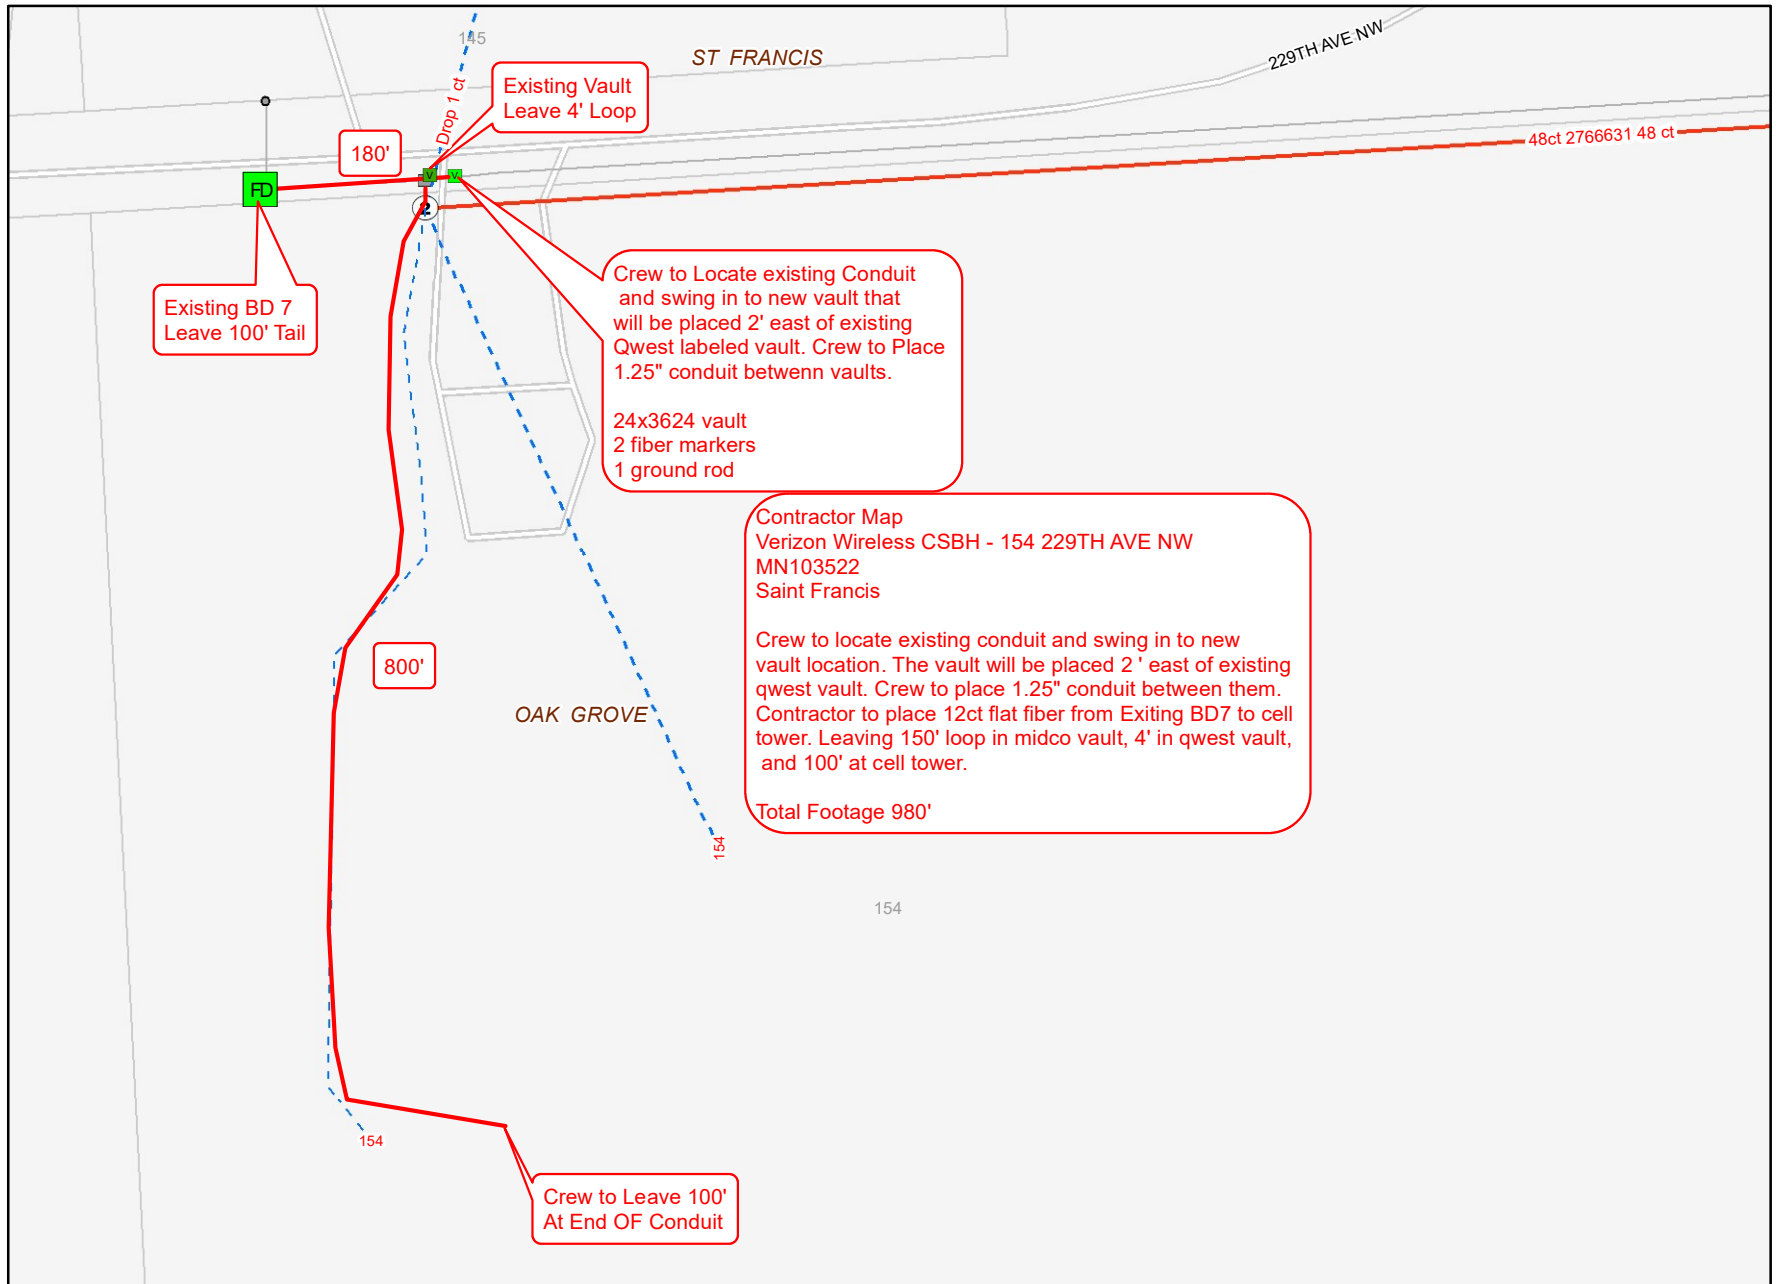 145
ST FRANCIS
229TH AVE NW
Drop 1 ct
Existing Vault
Leave 4' Loop
180'
48ct 2766631 48 ct
FD
v
v
2
Existing BD 7
Leave 100' Tail
Crew to Locate existing Conduit
and swing in to new vault that
will be placed 2' east of existing
Qwest labeled vault. Crew to Place
1.25" conduit betwenn vaults.
24x3624 vault
2 fiber markers
1 ground rod
Contractor Map
Verizon Wireless CSBH - 154 229TH AVE NW
MN103522
Saint Francis
Crew to locate existing conduit and swing in to new
vault location. The vault will be placed 2 ' east of existing
qwest vault. Crew to place 1.25" conduit between them.
Contractor to place 12ct flat fiber from Exiting BD7 to cell
tower. Leaving 150' loop in midco vault, 4' in qwest vault,
and 100' at cell tower.
Total Footage 980'
800'
OAK GROVE
154
154
154
Crew to Leave 100'
At End OF Conduit